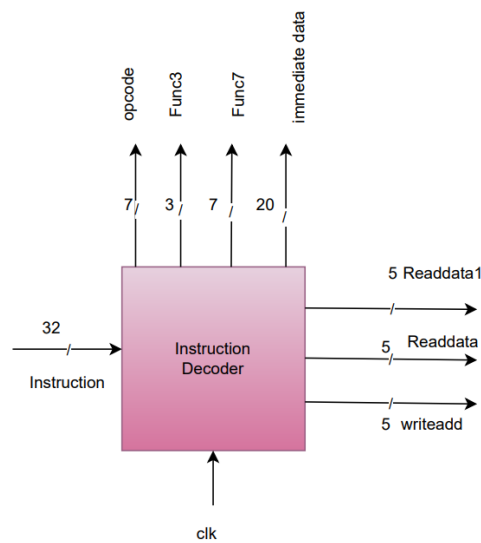 opcode
Func3
Func7
immediate data
7
3
7
20
5 Readdata1
32
Instruction
Decoder
5 Readdata
Instruction
5 writeadd
clk